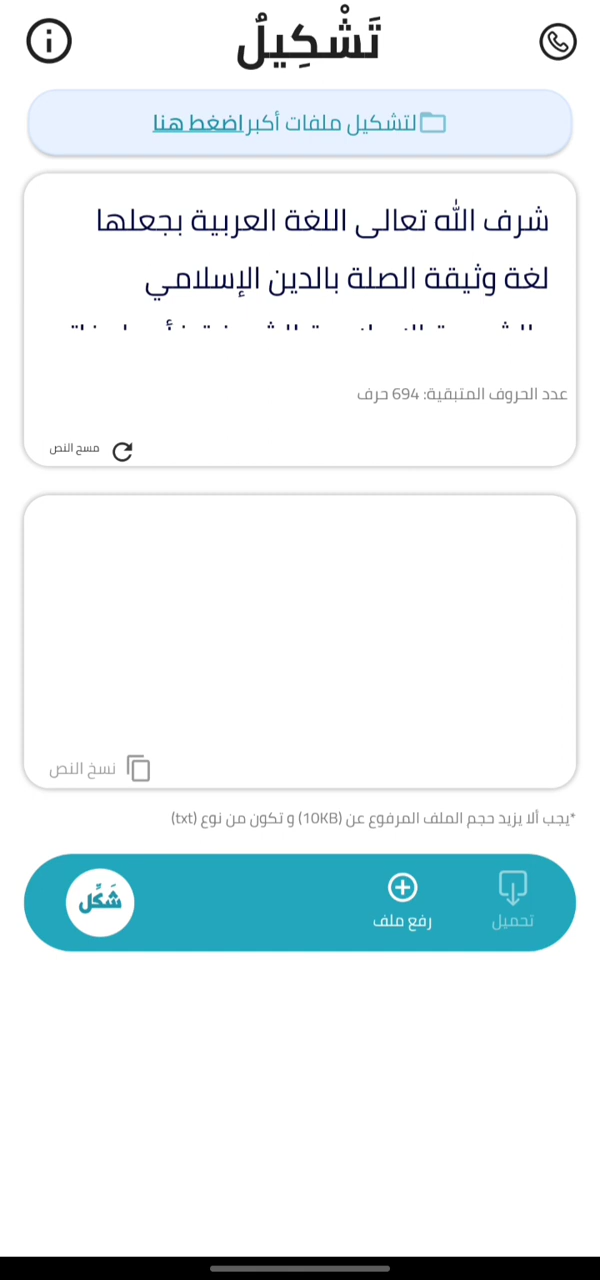 تَشْكِيلٌ
لتشكيل ملفات أكبر اضغط هنا
شرف الله تعالى اللغة العربية بجعلها
لغة وثيقة الصلة بالدين الإسلامي
عدد الحروف المتبقية: 694 حرف
مسح النص
نسخ النص
*يجب ألا يزيد حجم الملف المرفوع عن (10KB) و تكون من نوع (txt)
تحميل
رفع ملف
شَكِّل